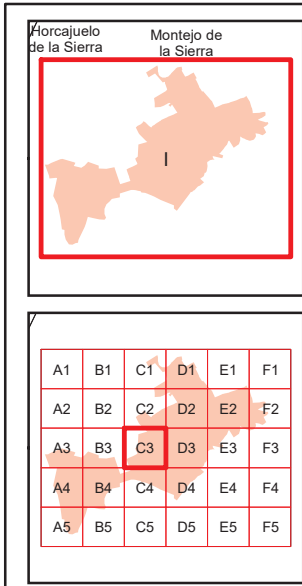 Horcajuelo
de la Sierra
Montejo de
la Sierra
I
A1 B1 C1 D1 E1 F1
A2 B2 C2 D2 E2 F2
A3 B3 C3 D3 E3 F3
A4 B4 C4 D4 E4 F4
A5 B5 C5 D5 E5 F5